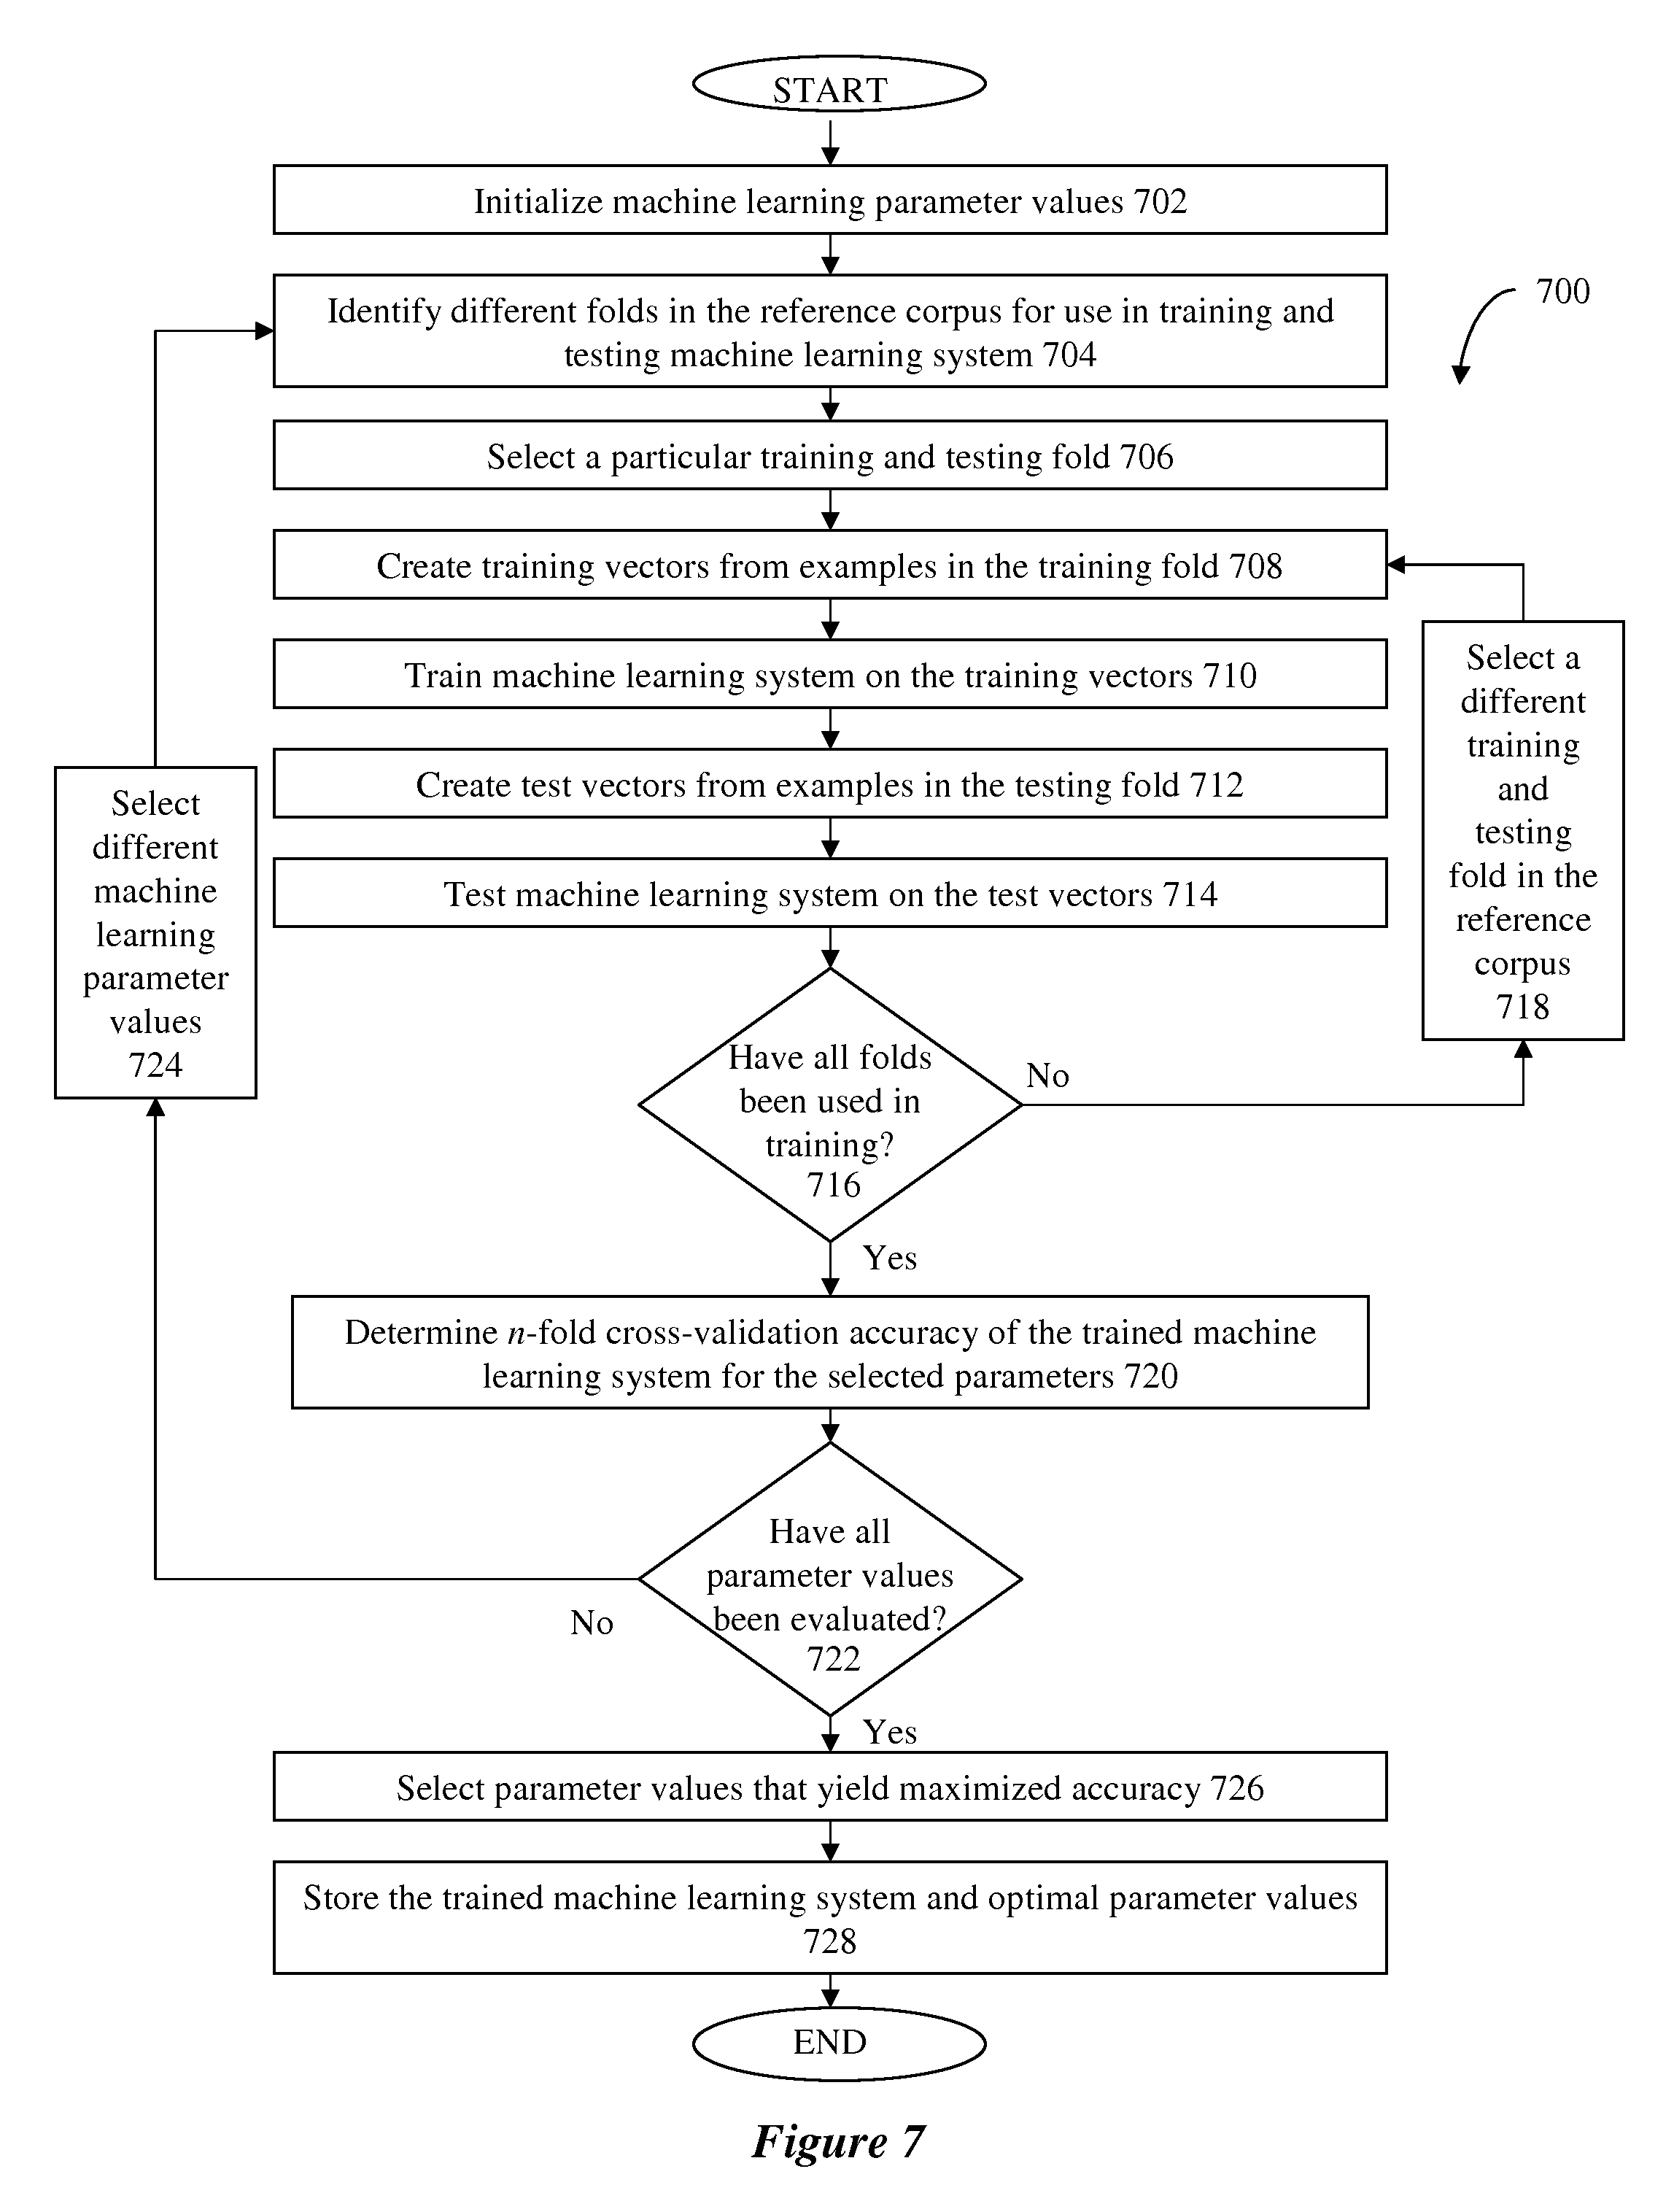 START
Initialize machine learning parameter values 702
Identify different folds in the reference corpus for use in training and
testing machine learning system 704
700
Select a particular training and testing fold 706
Create training vectors from examples in the training fold 708
Train machine learning system on the training vectors 710
Create test vectors from examples in the testing fold 712
Test machine learning system on the test vectors 714
Select a
different
training
and
testing
fold in the
reference
corpus
718
Select
different
machine
learning
parameter
values
724
Have all folds
been used in
training?
716
No
Yes
Determine n-fold cross-validation accuracy of the trained machine
learning system for the selected parameters 720
Have all
parameter values
been evaluated?
722
No
Yes
Select parameter values that yield maximized accuracy 726
Store the trained machine learning system and optimal parameter values
728
END
Figure 7